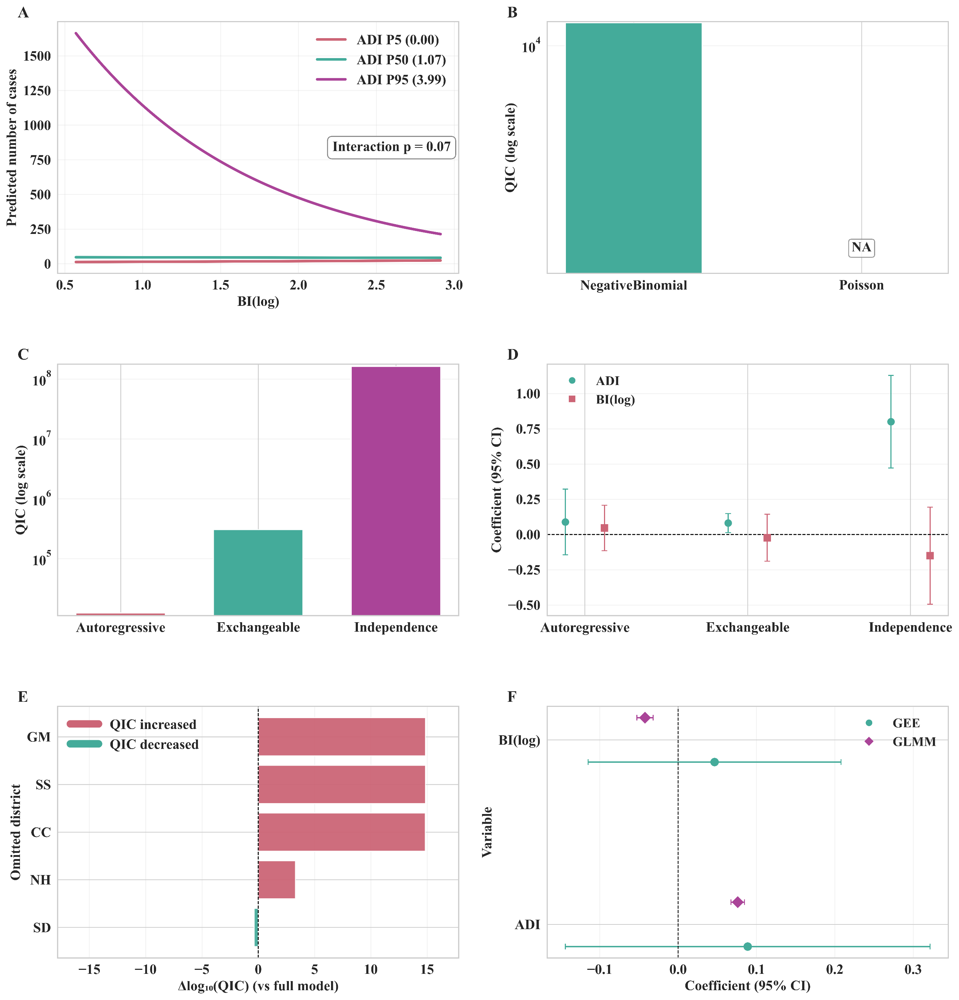 A
Predicted number of cases
1500
1250
1000
750
500
250
0
0.5 1.0 1.5 2.0 2.5 3.0
BI(log)
ADI P5 (0.00)
ADI P50 (1.07)
ADI P95 (3.99)
Interaction p = 0.07
B
QIC (log scale)
10^4
NA
NegativeBinomial Poisson
C
QIC (log scale)
10^8
10^7
10^6
10^5
Autoregressive Exchangeable Independence
D
Coefficient (95% CI)
ADI
BI(log)
1.00
0.75
0.50
0.25
0.00
−0.25
−0.50
Autoregressive Exchangeable Independence
E
Omitted district
QIC increased
QIC decreased
GM
SS
CC
NH
SD
−15 −10 −5 0 5 10 15
Δlog₁₀(QIC) (vs full model)
F
Variable
GEE
GLMM
BI(log)
ADI
−0.1 0.0 0.1 0.2 0.3
Coefficient (95% CI)